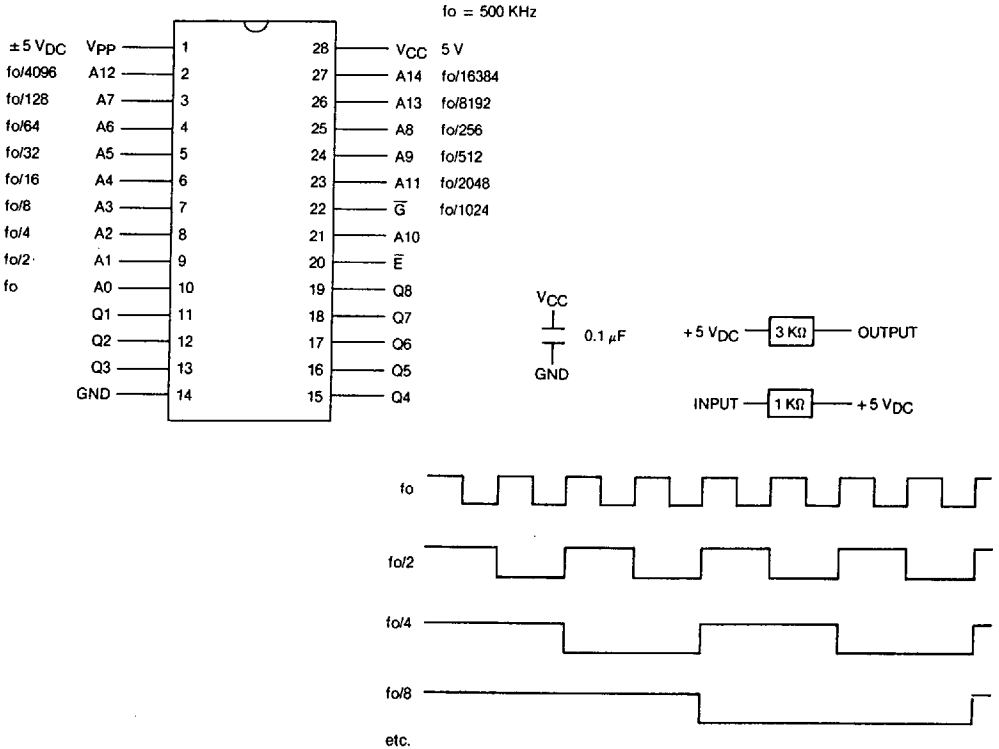 fo = 500 KHz
± 5 VDC VPP 1 28 VCC 5 V
fo/4096 A12 2 27 A14 fo/16384
fo/128 A7 3 26 A13 fo/8192
fo/64 A6 4 25 A8 fo/256
fo/32 A5 5 24 A9 fo/512
fo/16 A4 6 23 A11 fo/2048
fo/8 A3 7 22 G̅ fo/1024
fo/4 A2 8 21 A10
fo/2 A1 9 20 E̅
fo A0 10 19 Q8
Q1 11 18 Q7
Q2 12 17 Q6
Q3 13 16 Q5
GND 14 15 Q4
VCC
0.1 µF
GND
+5 VDC 3 KΩ OUTPUT
INPUT 1 KΩ +5 VDC
fo
fo/2
fo/4
fo/8
etc.